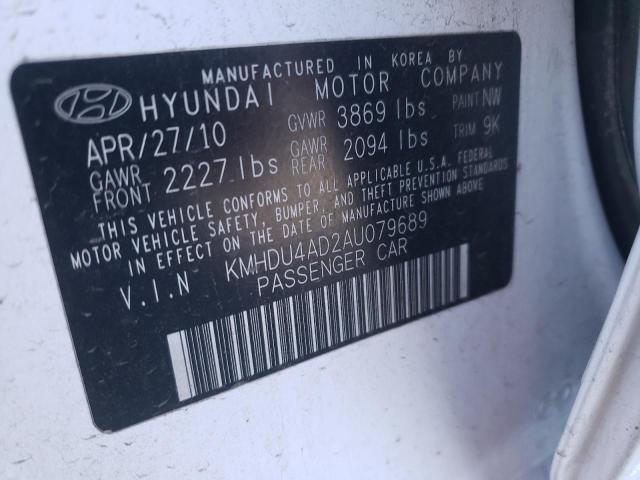 MANUFACTURED IN KOREA BY
HYUNDAI MOTOR COMPANY
APR/27/10 GVWR 3869 lbs PAINT NW
GAWR FRONT 2227 lbs GAWR REAR 2094 lbs TRIM 9K
THIS VEHICLE CONFORMS TO ALL APPLICABLE U.S.A. FEDERAL
MOTOR VEHICLE SAFETY, BUMPER, AND THEFT PREVENTION STANDARDS
IN EFFECT ON THE DATE OF MANUFACTURE SHOWN ABOVE.
V.I.N KMHDU4AD2AU079689
PASSENGER CAR